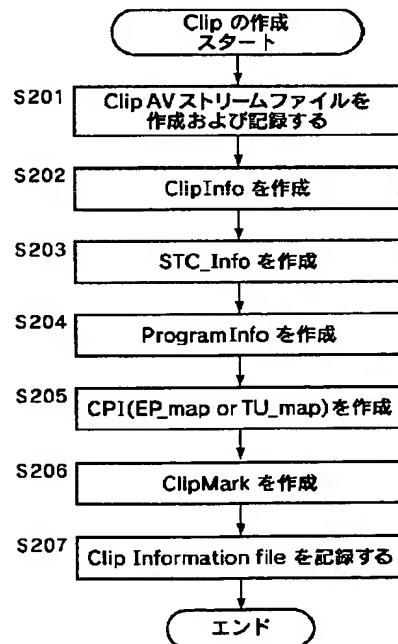 Clip の作成
スタート
S201
Clip AVストリームファイルを
作成および記録する
S202
ClipInfo を作成
S203
STC_Info を作成
S204
ProgramInfo を作成
S205
CPI(EP_map or TU_map)を作成
S206
ClipMark を作成
S207
Clip Information file を記録する
エンド